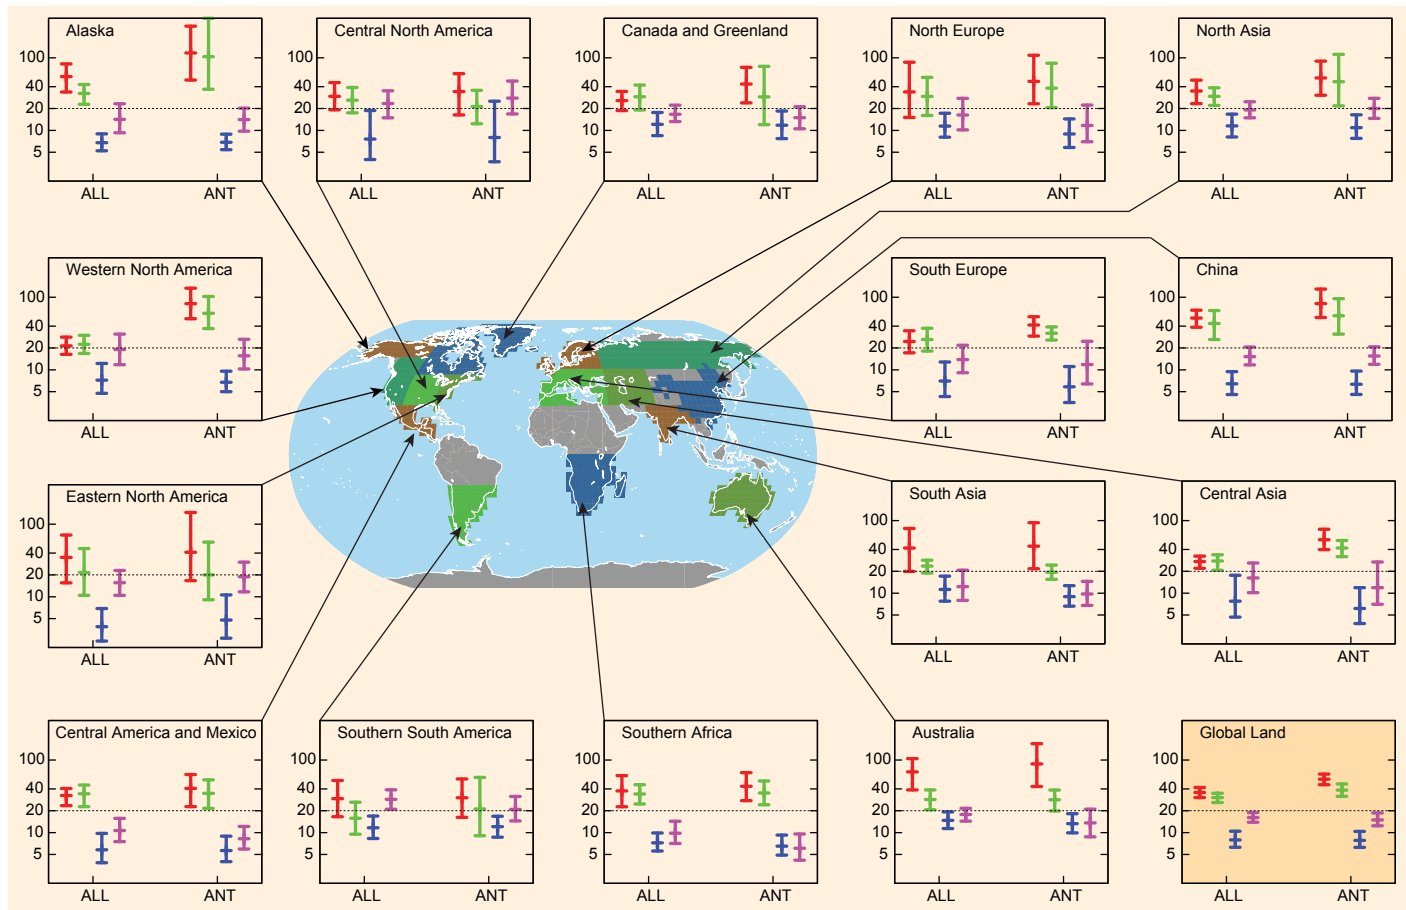 Alaska
100
40
20
10
5
ALL ANT
Central North America
100
40
20
10
5
ALL ANT
Canada and Greenland
100
40
20
10
5
ALL ANT
North Europe
100
40
20
10
5
ALL ANT
North Asia
100
40
20
10
5
ALL ANT
Western North America
100
40
20
10
5
South Europe
100
40
20
10
5
ALL ANT
China
100
40
20
10
5
ALL ANT
Eastern North America
100
40
20
10
5
ALL ANT
South Asia
100
40
20
10
5
ALL ANT
Central Asia
100
40
20
10
5
ALL ANT
Central America and Mexico
100
40
20
10
5
ALL ANT
Southern South America
100
40
20
10
5
ALL ANT
Southern Africa
100
40
20
10
5
ALL ANT
Australia
100
40
20
10
5
ALL ANT
Global Land
100
40
20
10
5
ALL ANT